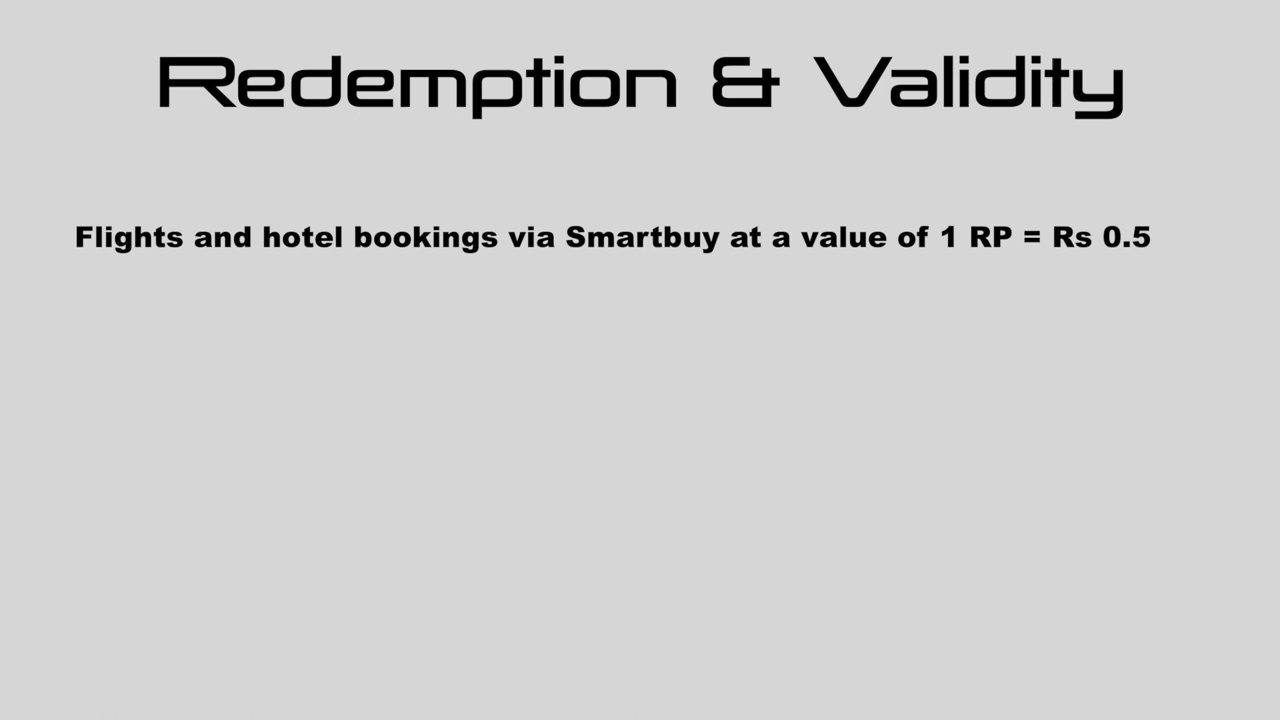 Redemption & Validity
Flights and hotel bookings via Smartbuy at a value of 1 RP = Rs 0.5